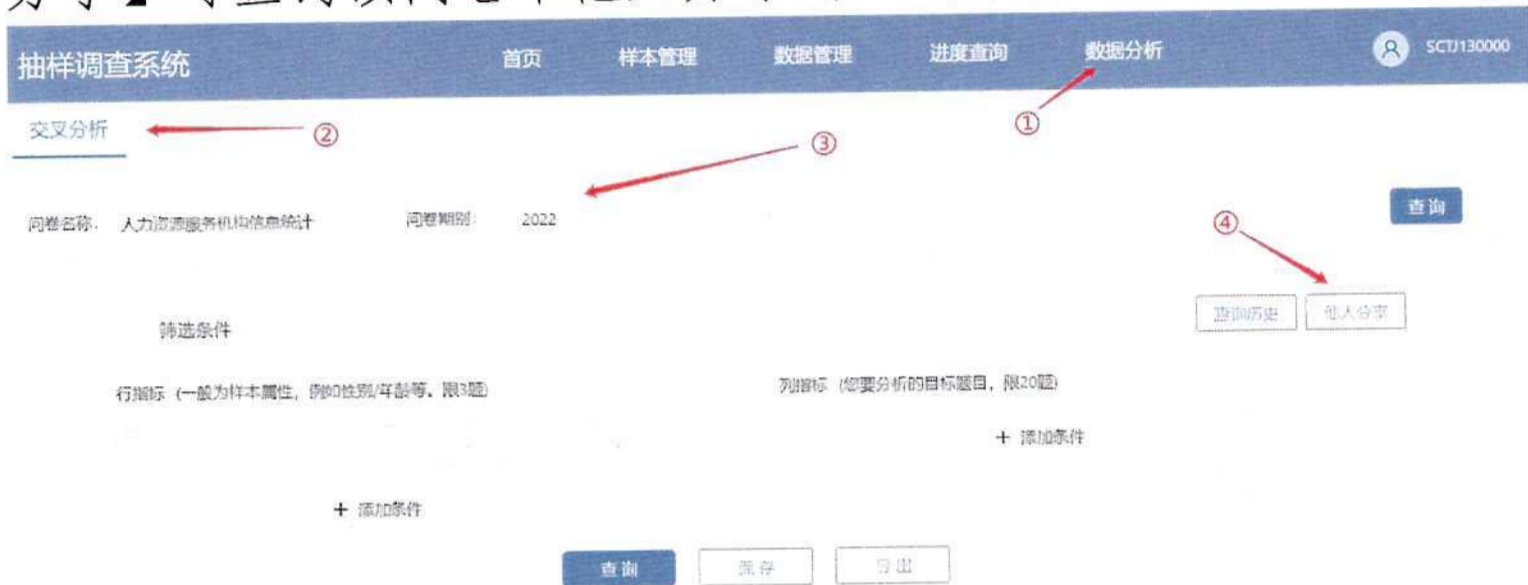 抽样调查系统 首页 样本管理 数据管理 进度查询 数据分析 SCTJ130000
①
交叉分析 ② ③
问卷名称: 人力资源服务机构信息统计 问卷期别: 2022 查询
④
查询历史 他人分享
筛选条件
行指标 (一般为样本属性, 例如性别/年龄等。限3题) 列指标 (您要分析的目标题目, 限20题)
+ 添加条件
+ 添加条件
查询 保存 导出